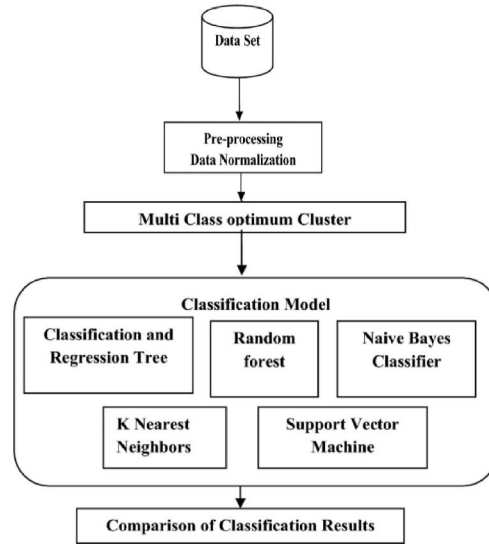 Data Set
Pre-processing
Data Normalization
Multi Class optimum Cluster
Classification Model
Classification and
Regression Tree
Random
forest
Naive Bayes
Classifier
K Nearest
Neighbors
Support Vector
Machine
Comparison of Classification Results